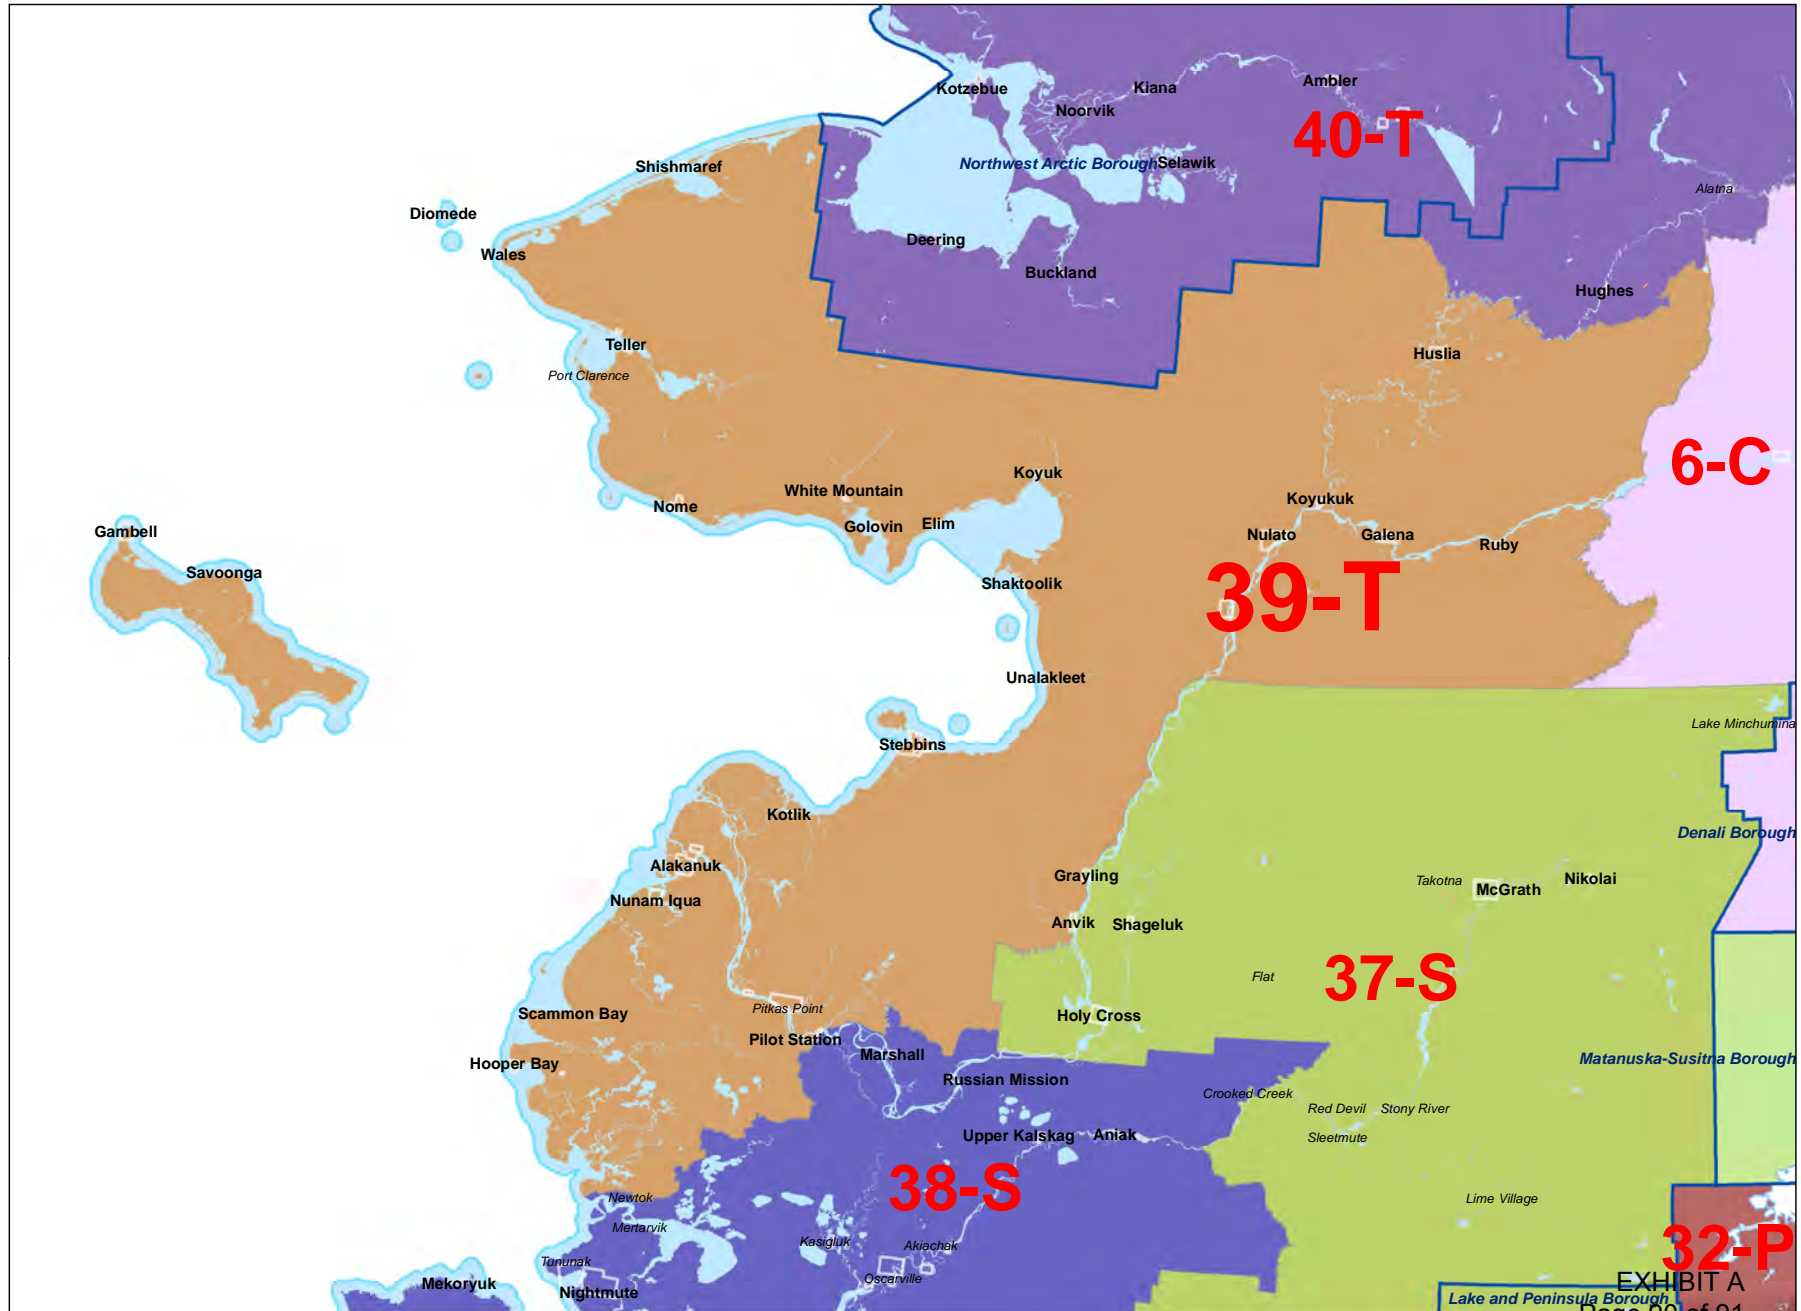 Kotzebue
Kiana
Ambler
Noorvik
40-T
Shishmaref
Northwest Arctic Borough
Selawik
Alatna
Diomede
Wales
Deering
Buckland
Hughes
Teller
Huslia
Port Clarence
6-C
Koyuk
White Mountain
Koyukuk
Nome
Golovin
Elim
Gambell
Nulato
Galena
Ruby
Savoonga
Shaktoolik
39-T
Unalakleet
Lake Minchumina
Stebbins
Kotlik
Denali Borough
Alakanuk
Grayling
Takotna
McGrath
Nikolai
Nunam Iqua
Anvik
Shageluk
Flat
37-S
Pitkas Point
Scammon Bay
Holy Cross
Pilot Station
Marshall
Hooper Bay
Matanuska-Susitna Borough
Russian Mission
Crooked Creek
Red Devil
Stony River
Upper Kalskag
Aniak
Sleetmute
38-S
Newtok
Lime Village
Mertarvik
Kasigluk
Akiachak
32-P
Tununak
Oscarville
Mekoryuk
Nightmute
EXHIBIT A
Lake and Peninsula Borough
Page of 91